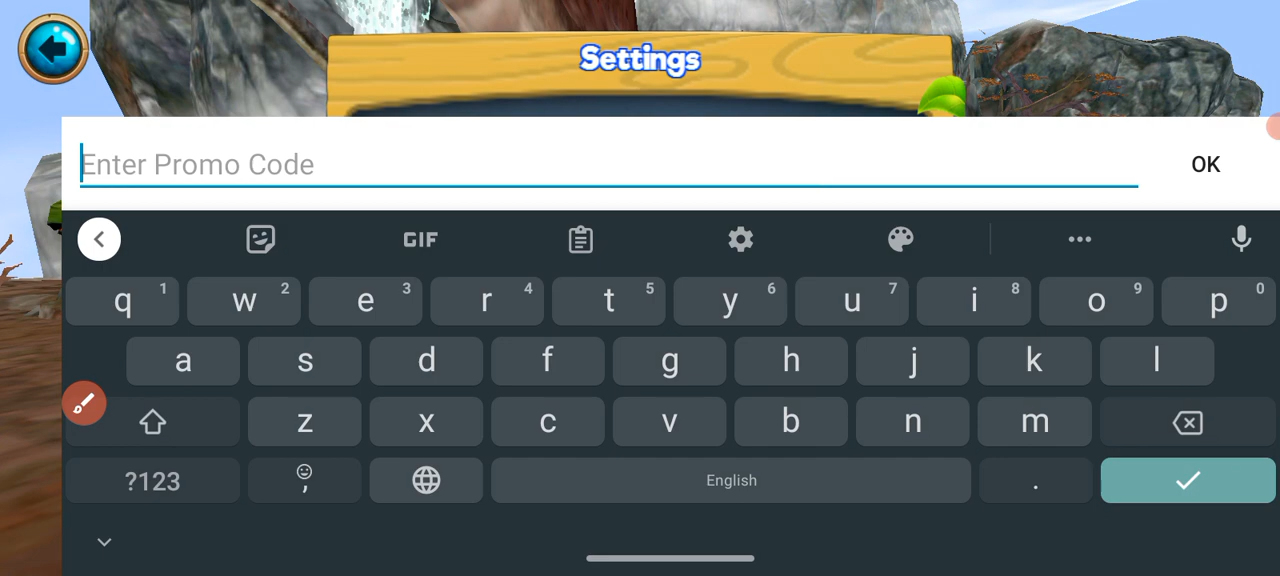 Settings
Enter Promo Code
OK
GIF
q 1 w 2 e 3 r 4 t 5 y 6 u 7 i 8 o 9 p 0
a s d f g h j k l
z x c v b n m
?123 , English .